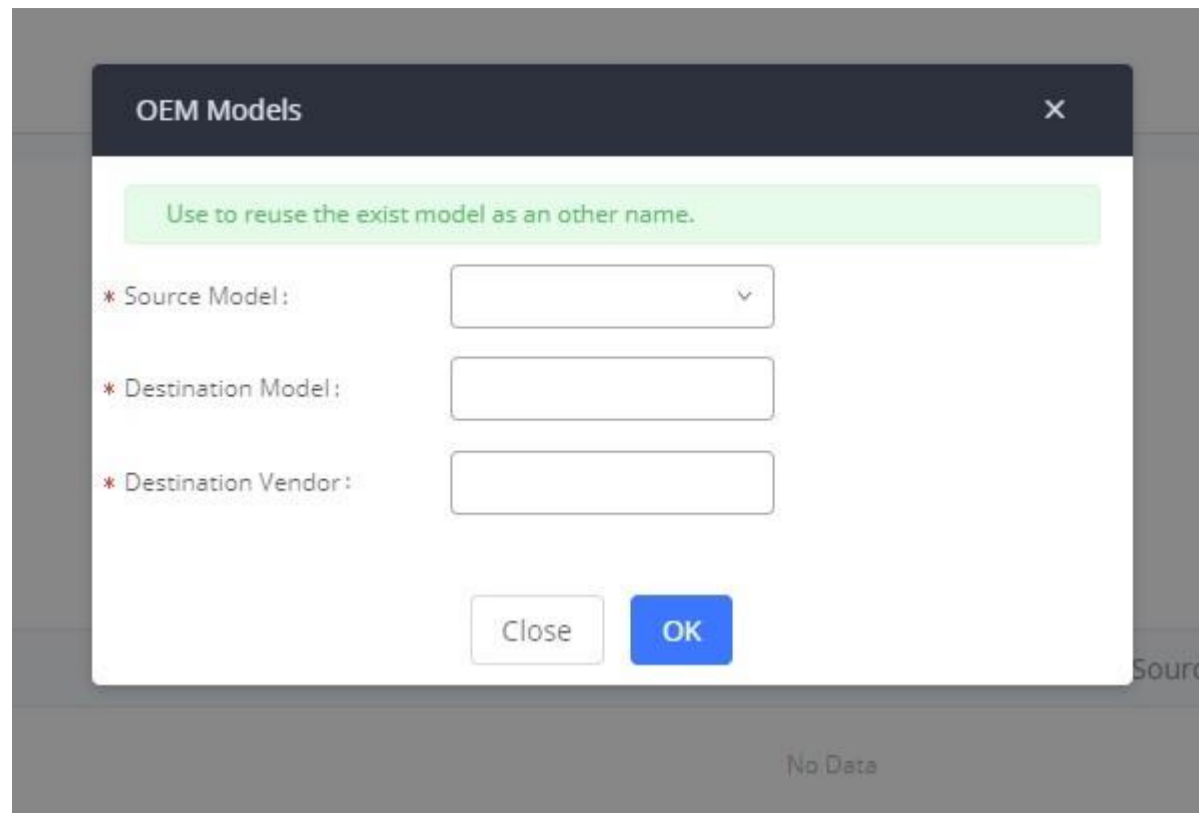 OEM Models
Use to reuse the exist model as an other name.
* Source Model:
* Destination Model:
* Destination Vendor:
Close OK
No Data